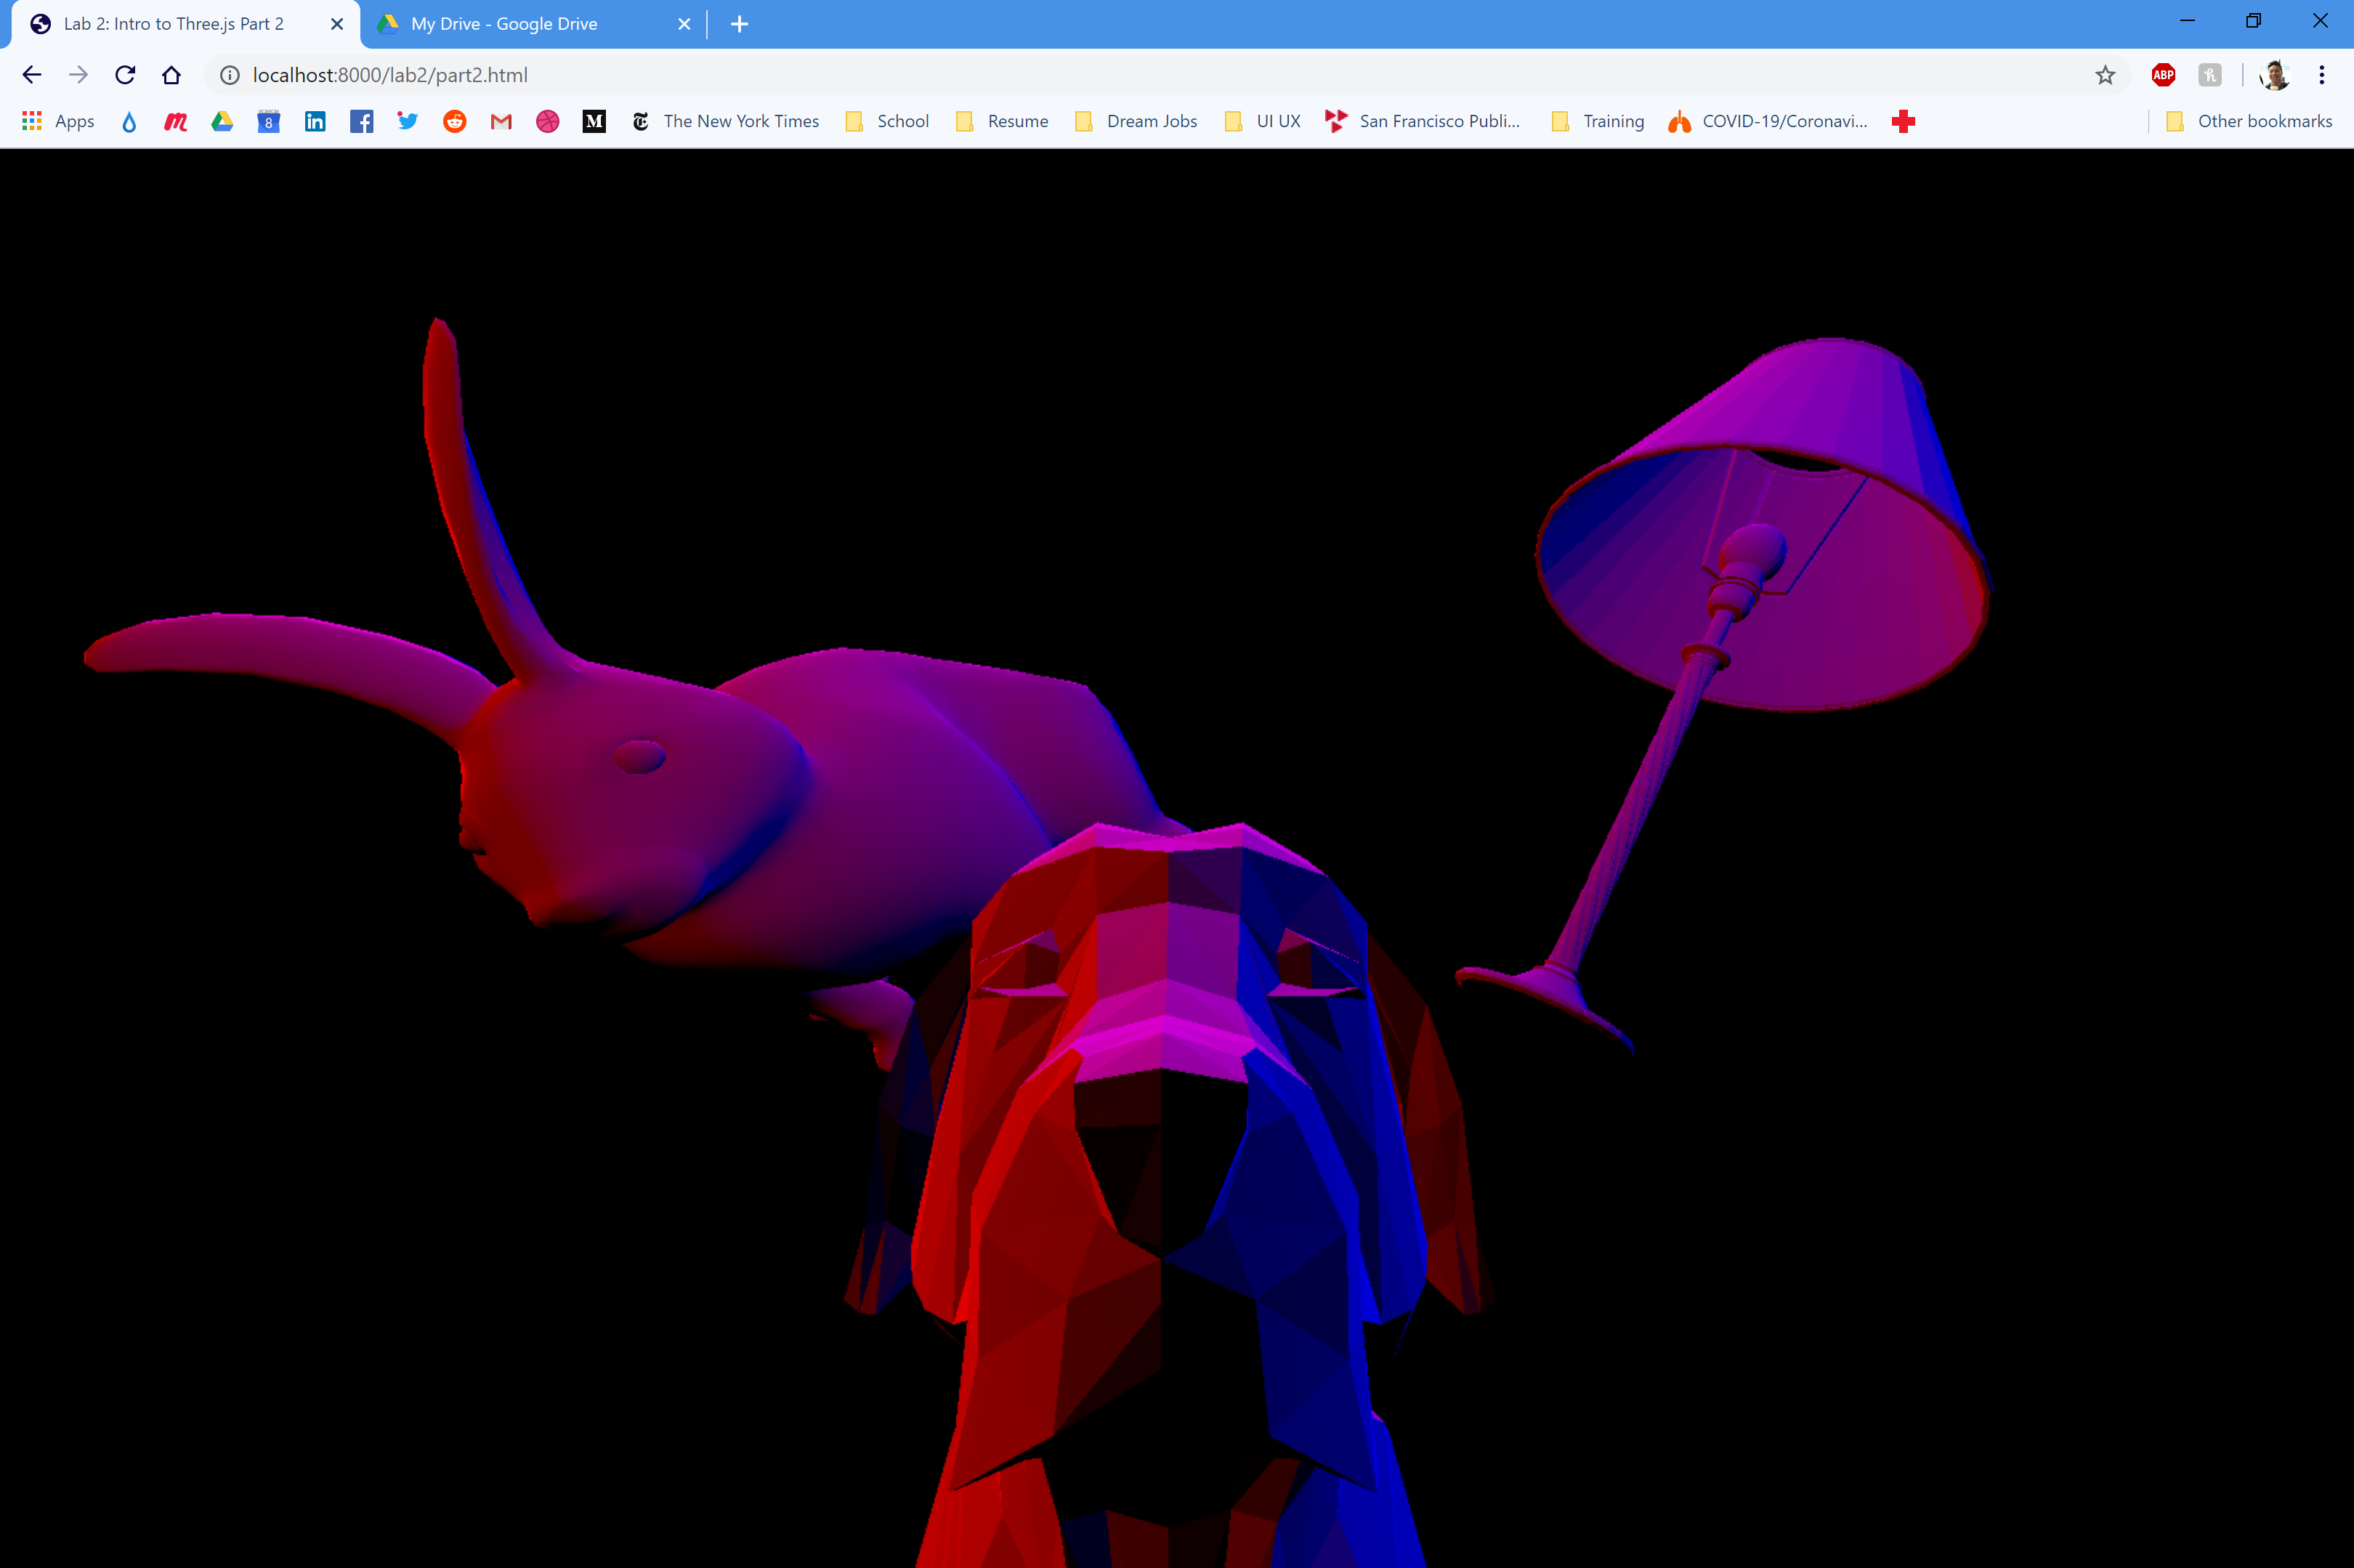 Lab 2: Intro to Three.js Part 2
My Drive - Google Drive
localhost:8000/lab2/part2.html
ABP
h
Apps
m
8
in
f
M
T
The New York Times
School
Resume
Dream Jobs
UI UX
San Francisco Publi...
Training
COVID-19/Coronavi...
Other bookmarks